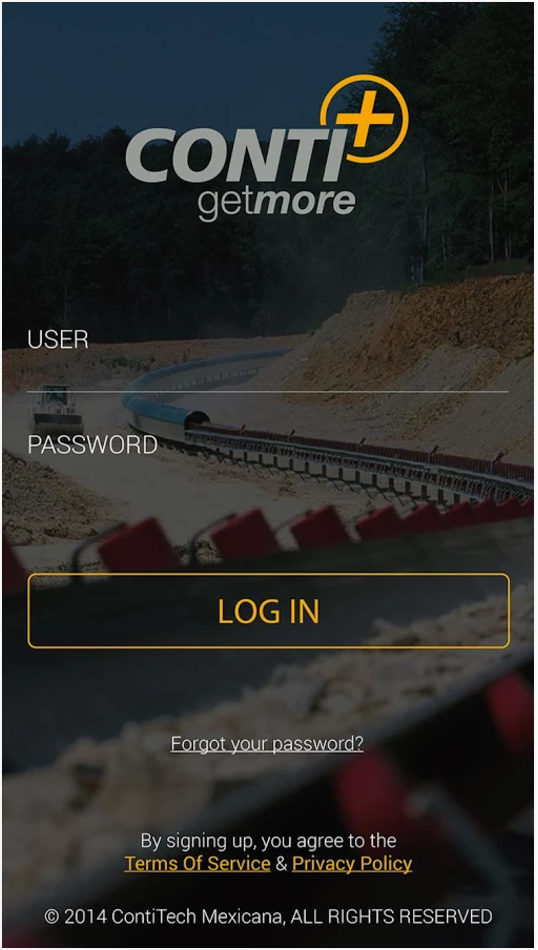 CONTI+
getmore
USER
PASSWORD
LOG IN
Forgot your password?
By signing up, you agree to the
Terms Of Service & Privacy Policy
© 2014 ContiTech Mexicana, ALL RIGHTS RESERVED